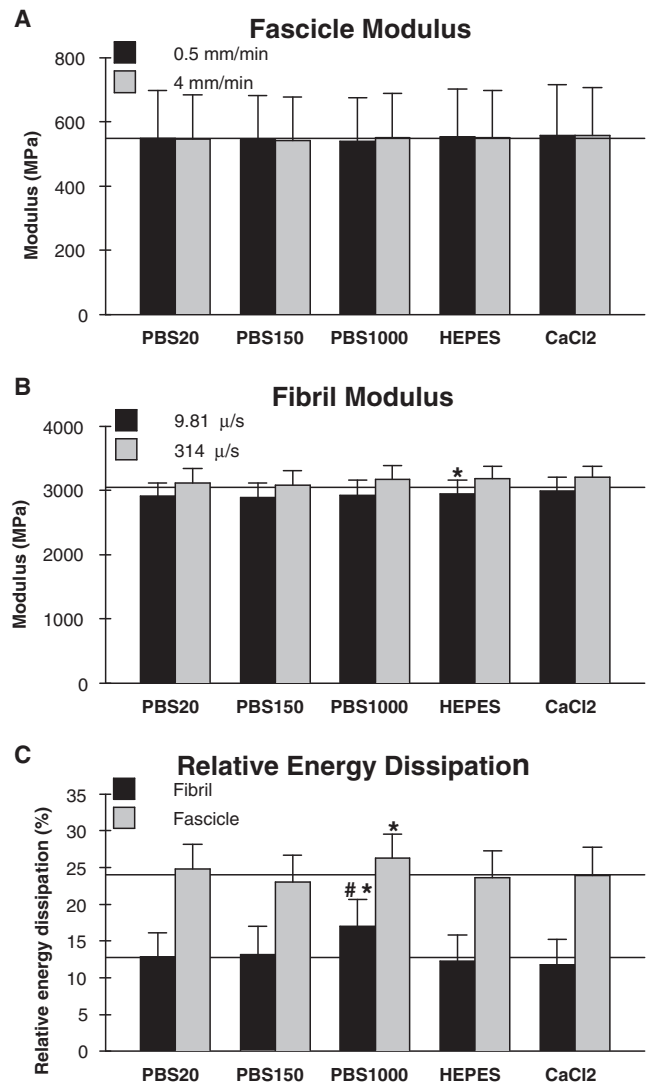 A
Fascicle Modulus
0.5 mm/min
4 mm/min
Modulus (MPa)
800
600
400
200
0
PBS20 PBS150 PBS1000 HEPES CaCl2
B
Fibril Modulus
9.81 μ/s
314 μ/s
Modulus (MPa)
4000
3000
2000
1000
0
*
PBS20 PBS150 PBS1000 HEPES CaCl2
C
Relative Energy Dissipation
Fibril
Fascicle
Relative energy dissipation (%)
35
30
25
20
15
10
5
0
*
# *
PBS20 PBS150 PBS1000 HEPES CaCl2